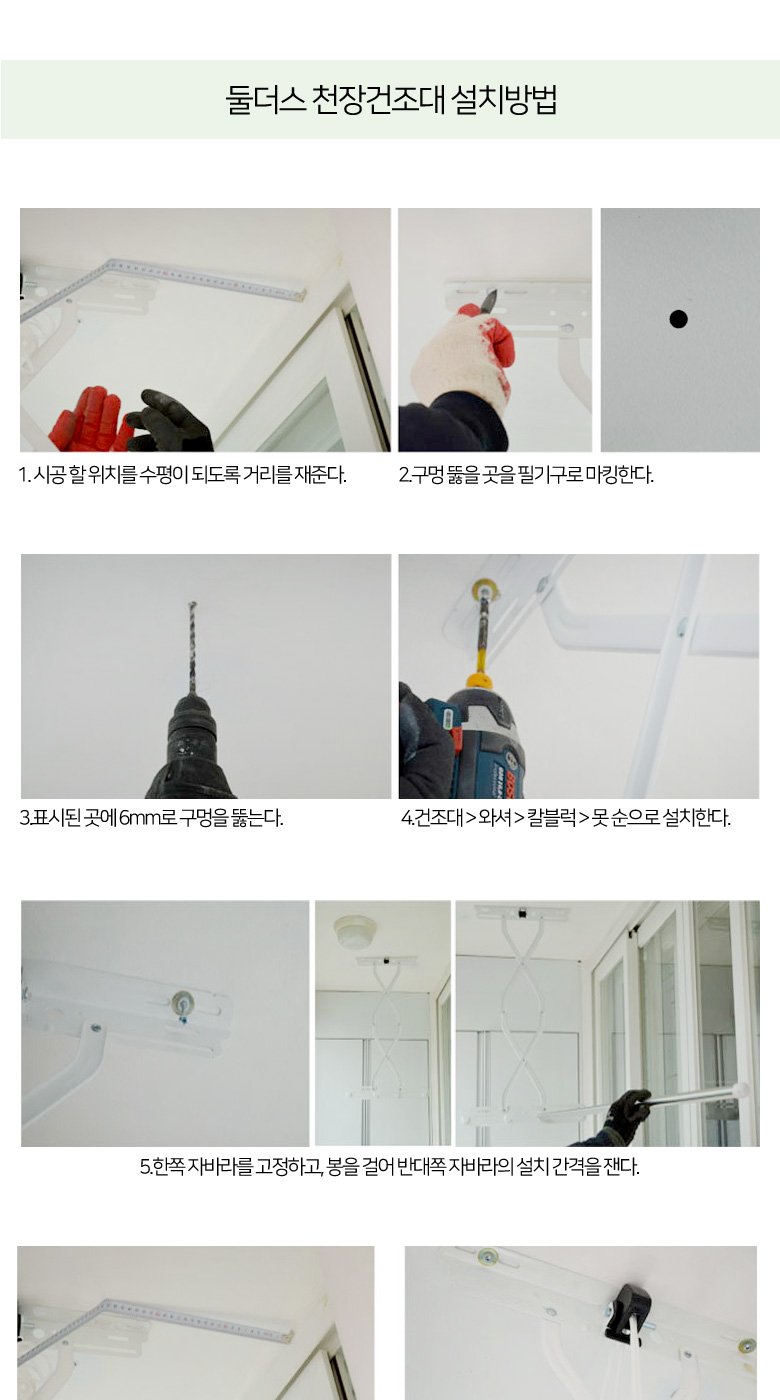 둘더스 천장건조대 설치방법
1. 시공 할 위치를 수평이 되도록 거리를 재준다.
2.구멍 뚫을 곳을 필기구로 마킹한다.
3.표시된 곳에 6mm로 구멍을 뚫는다.
4.건조대 > 와셔 > 칼블럭 > 못 순으로 설치한다.
5.한쪽 자바라를 고정하고, 봉을 걸어 반대쪽 자바라의 설치 간격을 잰다.